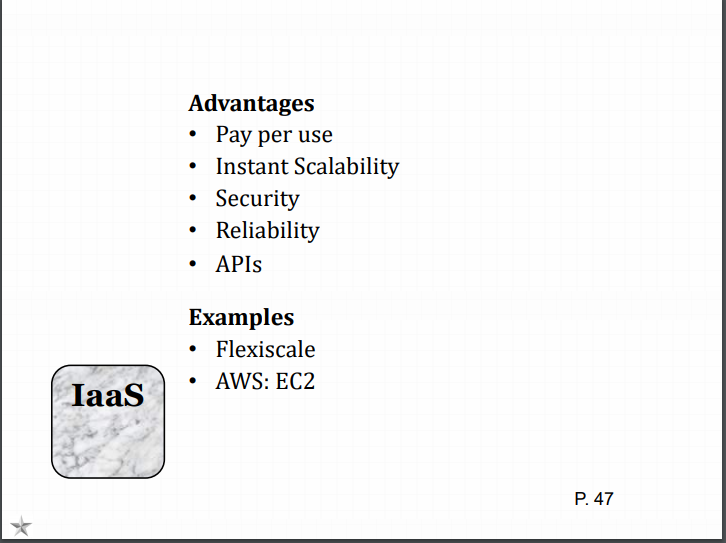 Advantages
• Pay per use
• Instant Scalability
• Security
• Reliability
• APIs
Examples
• Flexiscale
• AWS: EC2
IaaS
P. 47